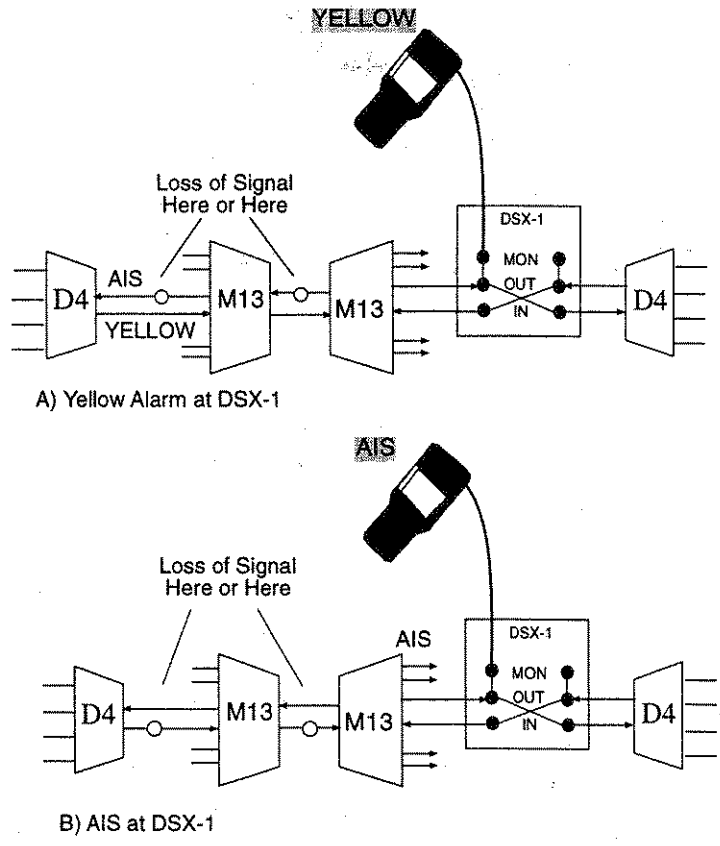 YELLOW
Loss of Signal
Here or Here
DSX-1
MON
OUT
IN
AIS
YELLOW
D4
M13
M13
D4
A) Yellow Alarm at DSX-1
AIS
Loss of Signal
Here or Here
AIS
DSX-1
MON
OUT
IN
D4
M13
M13
D4
B) AIS at DSX-1